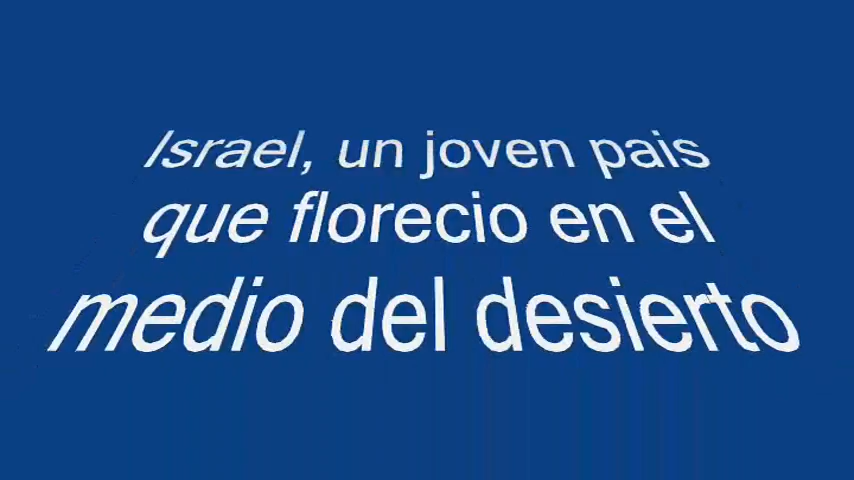 Israel, un joven pais
que florecio en el
medio del desierto